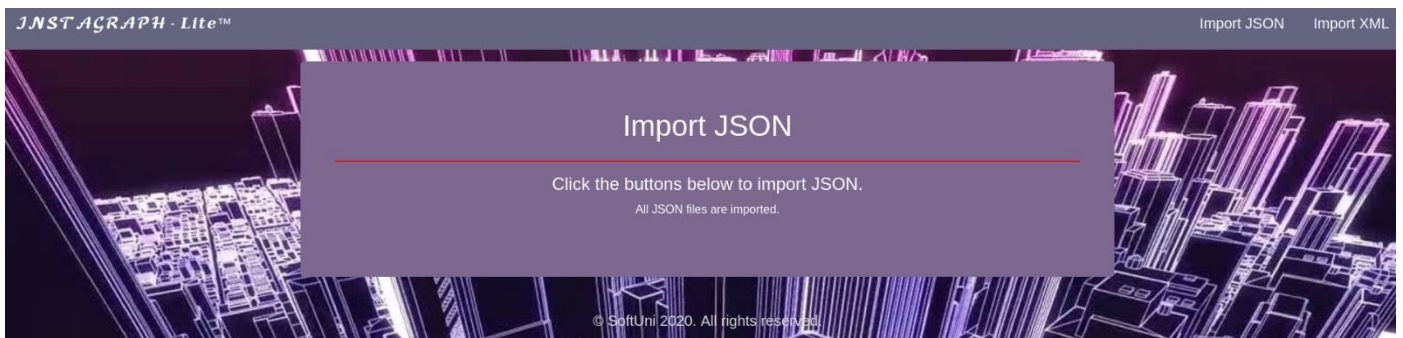 INSTAGRAPH - Lite™
Import JSON
Import XML
Import JSON
Click the buttons below to import JSON.
All JSON files are imported.
© SoftUni 2020. All rights reserved.